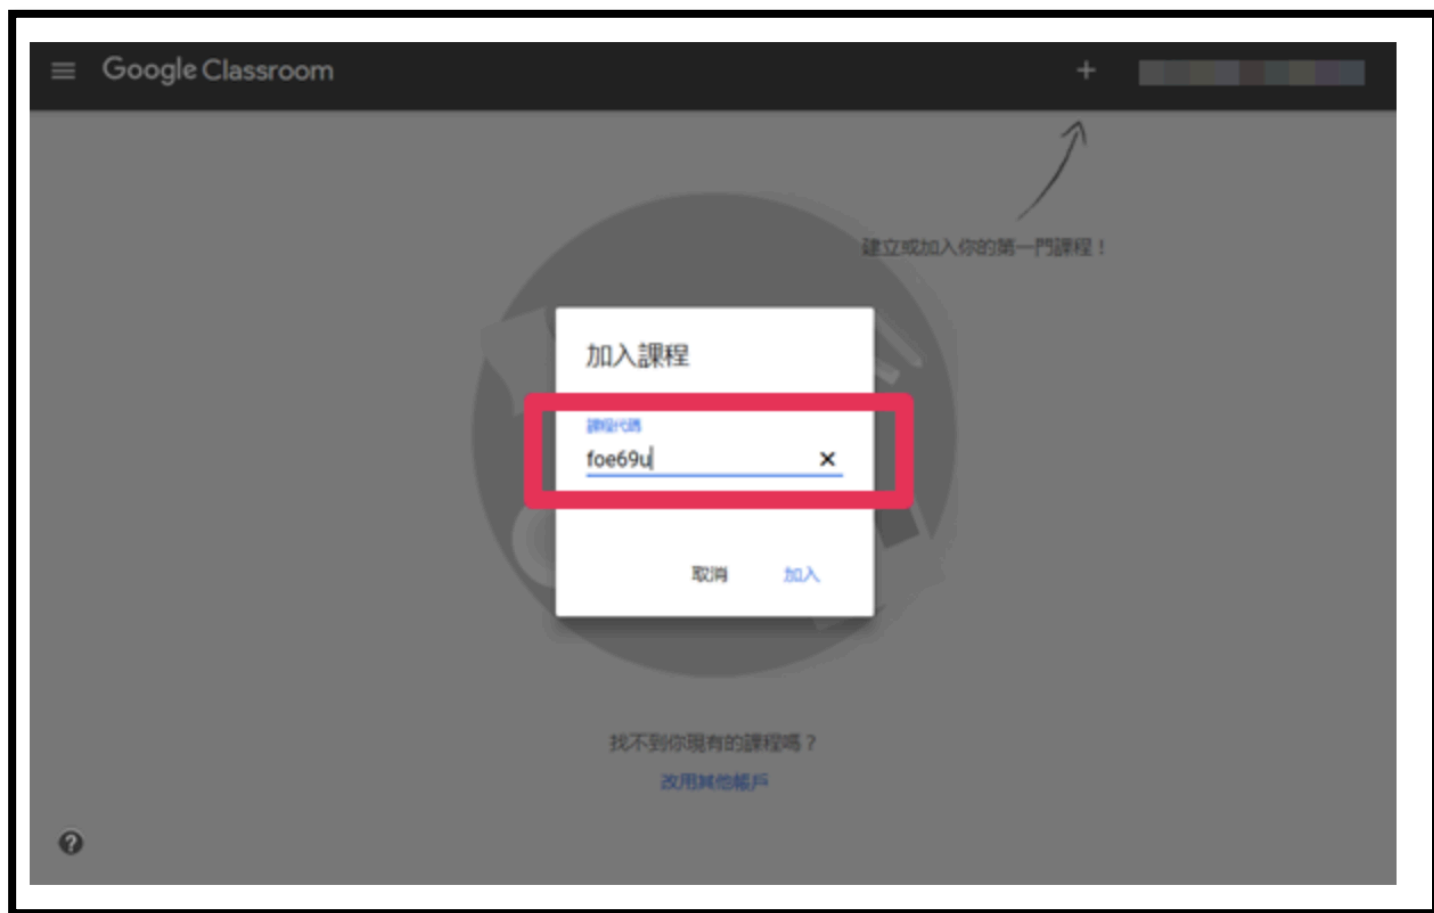 Google Classroom
+
建立或加入你的第一門課程！
加入課程
課程代碼
foe69u
取消
加入
找不到你現有的課程嗎？
改用其他帳戶
?